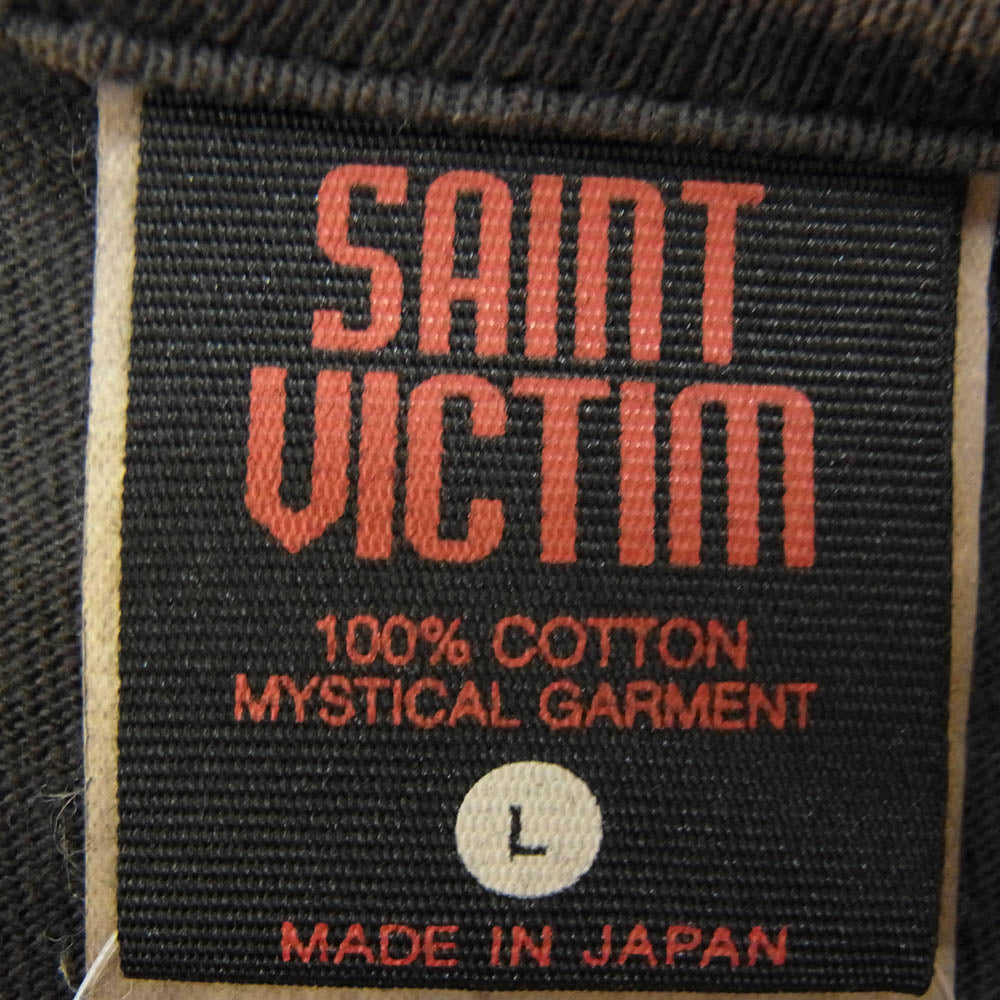 SAINT
VICTIM
100% COTTON
MYSTICAL GARMENT
L
MADE IN JAPAN